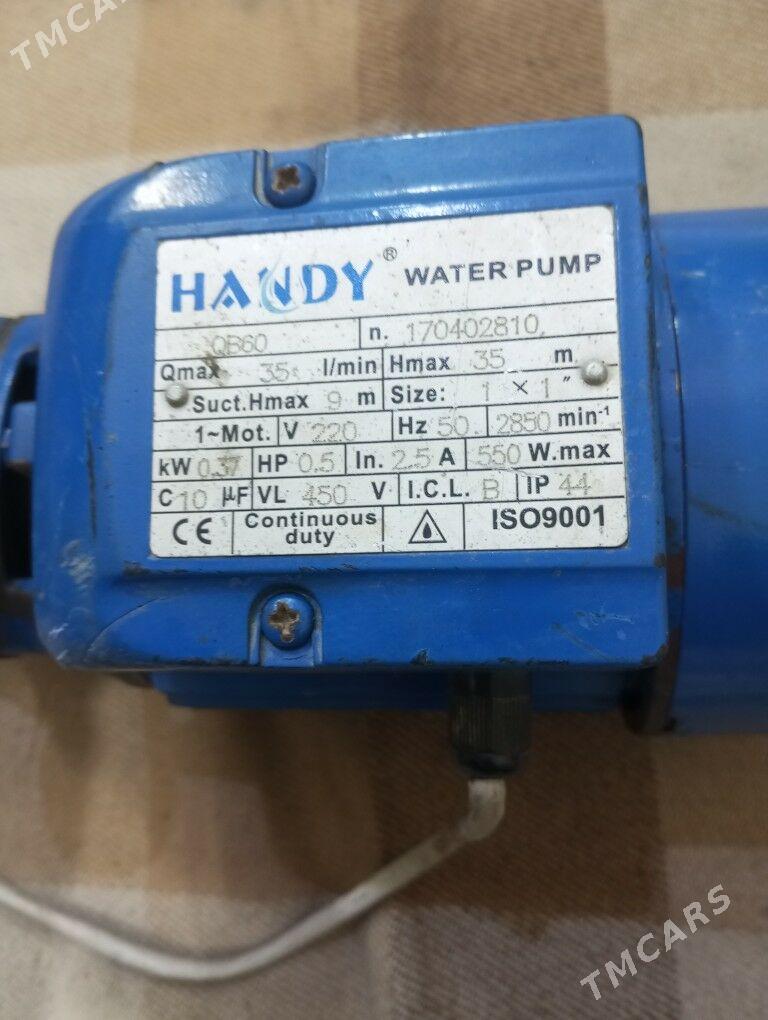 TMCARS
HANDY® WATER PUMP
QB60 n. 170402810
Qmax 35 l/min Hmax 35 m
Suct.Hmax 9 m Size: 1 × 1 "
1~Mot. V 220 Hz 50 2850 min-1
kW 0.37 HP 0.5 In. 2.5 A 550 W.max
C 10 µF VL 450 V I.C.L. B IP 44
CE Continuous duty ISO9001
TMCARS